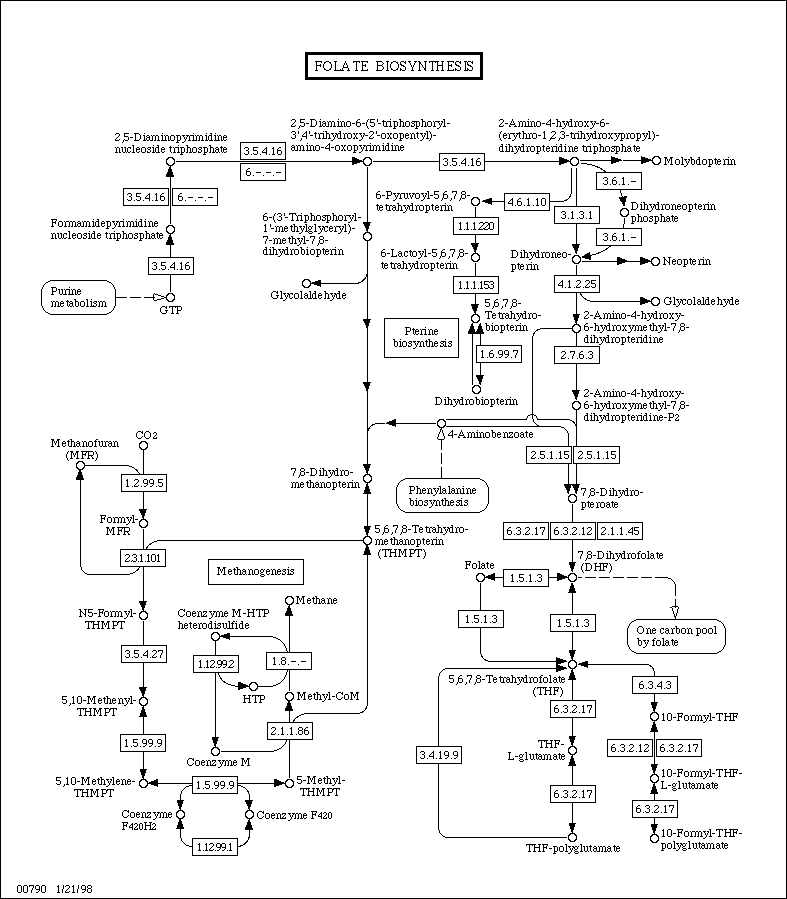 FOLATE BIOSYNTHESIS
2,5-Diaminopyrimidine
nucleoside triphosphate
3.5.4.16
6.-.-.-
2,5-Diamino-6-(5'-triphosphoryl-
3',4'-trihydroxy-2'-oxopentyl)-
amino-4-oxopyrimidine
3.5.4.16
2-Amino-4-hydroxy-6-
(erythro-1,2,3-trihydroxypropyl)-
dihydropteridine triphosphate
Molybdopterin
3.5.4.16
6.-.-.-
6-Pyruvoyl-5,6,7,8-
tetrahydropterin
4.6.1.10
3.6.1.-
Dihydroneopterin
phosphate
3.1.3.1
3.6.1.-
Formamidepyrimidine
nucleoside triphosphate
6-(3'-Triphosphoryl-
1'-methylglyceryl)-
7-methyl-7,8-
dihydrobiopterin
1.1.1.220
6-Lactoyl-5,6,7,8-
tetrahydropterin
Dihydroneo-
pterin
Neopterin
3.5.4.16
Purine
metabolism
GTP
Glycolaldehyde
1.1.1.153
4.1.2.25
Glycolaldehyde
5,6,7,8-
Tetrahydro-
biopterin
2-Amino-4-hydroxy-
6-hydroxymethyl-7,8-
dihydropteridine
Pterine
biosynthesis
1.6.99.7
2.7.6.3
Dihydrobiopterin
2-Amino-4-hydroxy-
6-hydroxymethyl-7,8-
dihydropteridine-P2
4-Aminobenzoate
CO2
Methanofuran
(MFR)
1.2.99.5
7,8-Dihydro-
methanopterin
2.5.1.15
2.5.1.15
Phenylalanine
biosynthesis
7,8-Dihydro-
pteroate
Formyl-
MFR
5,6,7,8-Tetrahydro-
methanopterin
(THMPT)
6.3.2.17
6.3.2.12
2.1.1.45
2.3.1.101
Methanogenesis
7,8-Dihydrofolate
(DHF)
Folate
1.5.1.3
Methane
N5-Formyl-
THMPT
Coenzyme M-HTP
heterodisulfide
1.5.1.3
1.5.1.3
One carbon pool
by folate
3.5.4.27
1.12.99.2
1.8.-.-
HTP
Methyl-CoM
5,6,7,8-Tetrahydrofolate
(THF)
6.3.4.3
5,10-Methenyl-
THMPT
6.3.2.17
10-Formyl-THF
2.1.1.86
1.5.99.9
Coenzyme M
3.4.19.9
THF-
L-glutamate
6.3.2.12
6.3.2.17
5,10-Methylene-
THMPT
1.5.99.9
5-Methyl-
THMPT
10-Formyl-THF-
L-glutamate
6.3.2.17
6.3.2.17
Coenzyme
F420H2
Coenzyme F420
1.12.99.1
THF-polyglutamate
10-Formyl-THF-
polyglutamate
00790 1/21/98